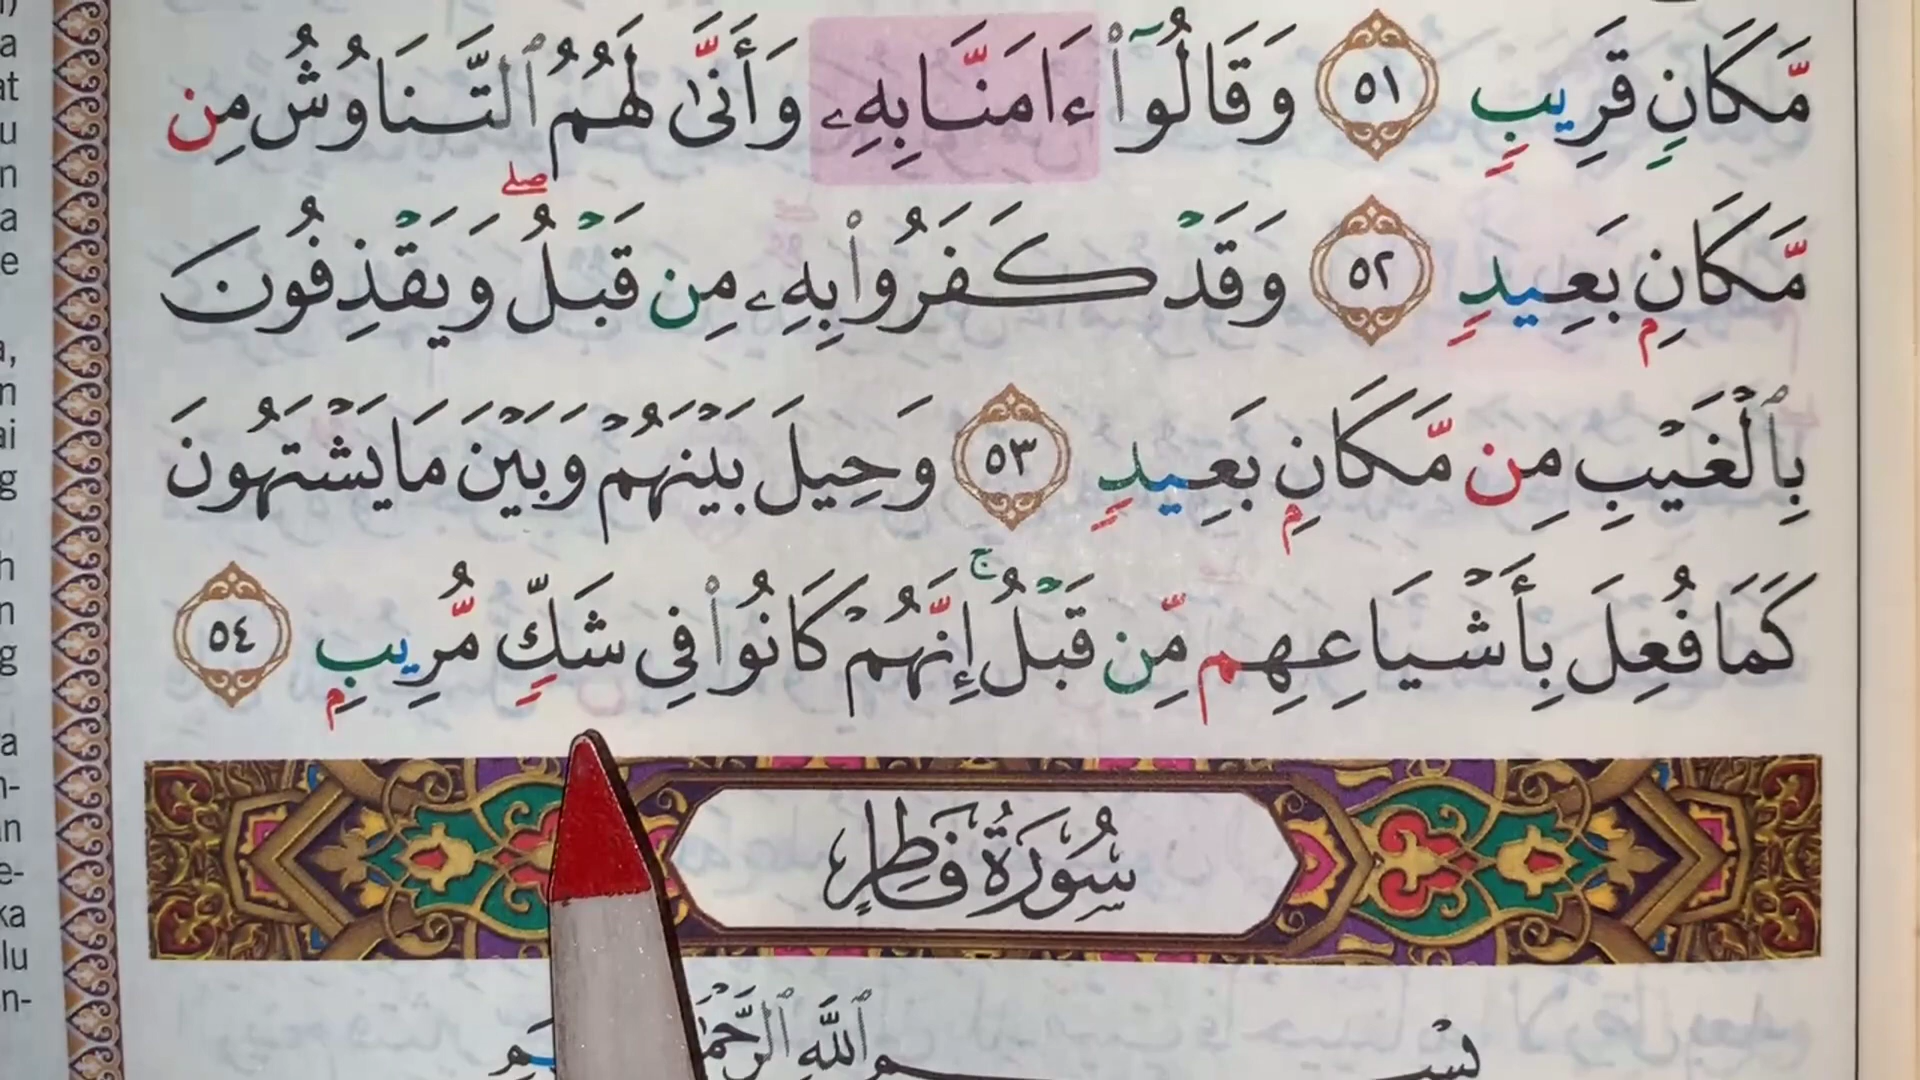 مَّكَانٍ قَرِيبٍ ٥١ وَقَالُوٓا۟ ءَامَنَّا بِهِۦ وَأَنَّىٰ لَهُمُ ٱلتَّنَاوُشُ مِن
مَّكَانٍۭ بَعِيدٍ ٥٢ وَقَدْ كَفَرُوا۟ بِهِۦ مِن قَبْلُ ۖ وَيَقْذِفُونَ
بِٱلْغَيْبِ مِن مَّكَانٍۭ بَعِيدٍ ٥٣ وَحِيلَ بَيْنَهُمْ وَبَيْنَ مَا يَشْتَهُونَ
كَمَا فُعِلَ بِأَشْيَاعِهِم مِّن قَبْلُ ۚ إِنَّهُمْ كَانُوا۟ فِى شَكٍّ مُّرِيبٍۭ ٥٤
سُورَةُ فَاطِرٍ
بِسْمِ ٱللَّهِ